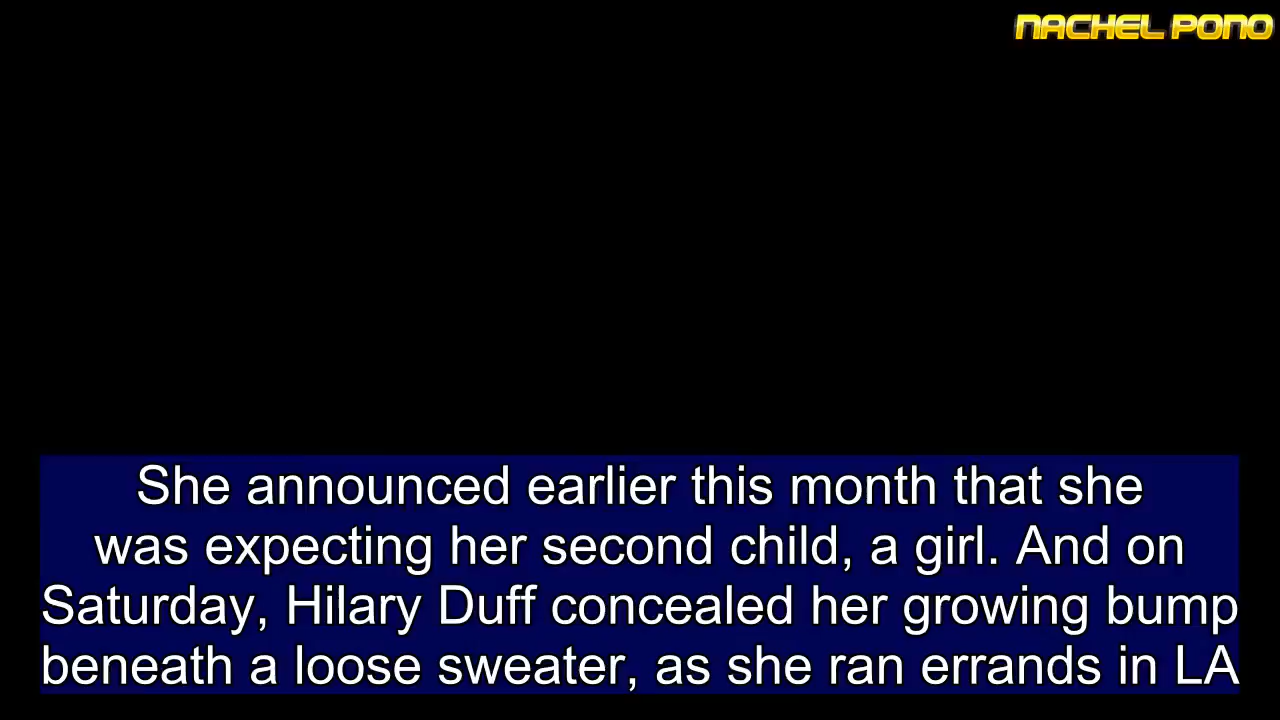 NACHEL PONO
She announced earlier this month that she
was expecting her second child, a girl. And on
Saturday, Hilary Duff concealed her growing bump
beneath a loose sweater, as she ran errands in LA